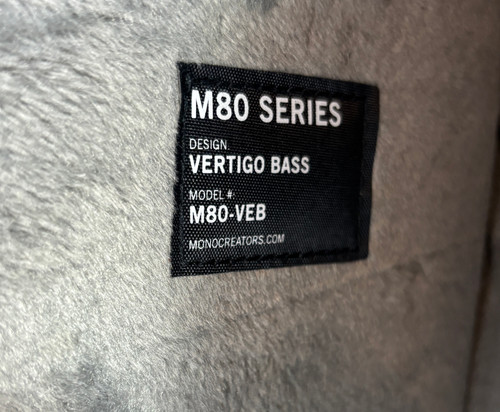 M80 SERIES
DESIGN
VERTIGO BASS
MODEL #:
M80-VEB
MONOCREATORS.COM